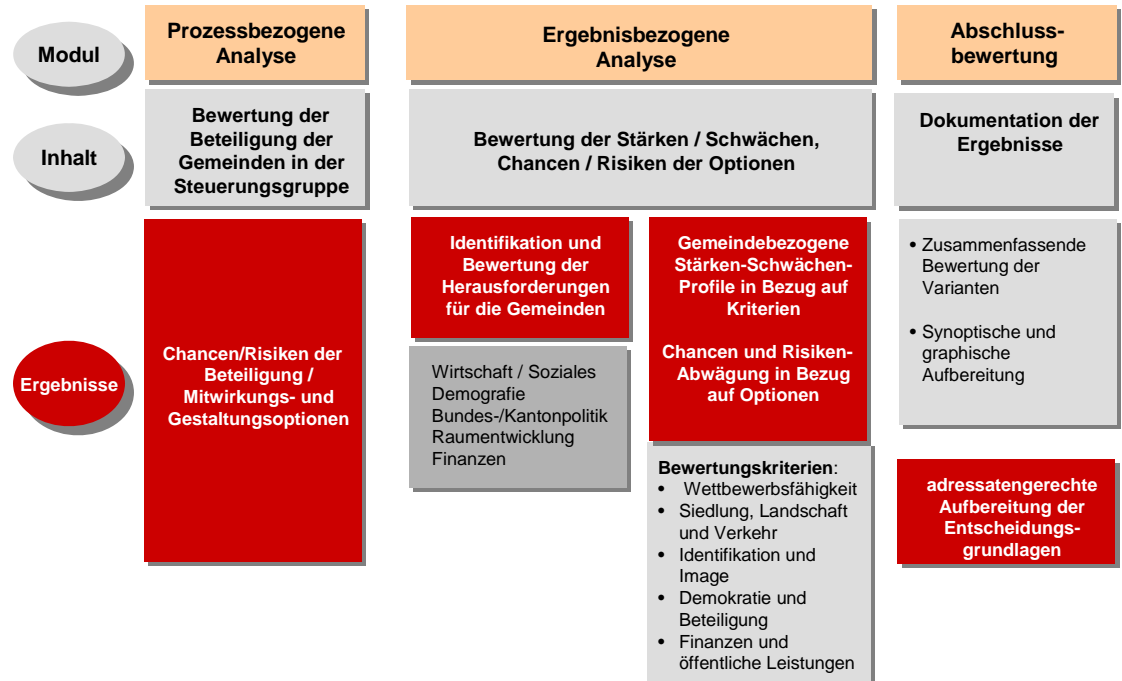 Modul
Prozessbezogene
Analyse
Ergebnisbezogene
Analyse
Abschluss-
bewertung
Inhalt
Bewertung der
Beteiligung der
Gemeinden in der
Steuerungsgruppe
Bewertung der Stärken / Schwächen,
Chancen / Risiken der Optionen
Dokumentation der
Ergebnisse
Ergebnisse
Chancen/Risiken der
Beteiligung /
Mitwirkungs- und
Gestaltungsoptionen
Identifikation und
Bewertung der
Herausforderungen
für die Gemeinden
Wirtschaft / Soziales
Demografie
Bundes-/Kantonpolitik
Raumentwicklung
Finanzen
Gemeindebezogene
Stärken-Schwächen-
Profile in Bezug auf
Kriterien
Chancen und Risiken-
Abwägung in Bezug
auf Optionen
Bewertungskriterien:
• Wettbewerbsfähigkeit
• Siedlung, Landschaft
und Verkehr
• Identifikation und
Image
• Demokratie und
Beteiligung
• Finanzen und
öffentliche Leistungen
• Zusammenfassende
Bewertung der
Varianten
• Synoptische und
graphische
Aufbereitung
adressatengerechte
Aufbereitung der
Entscheidungs-
grundlagen